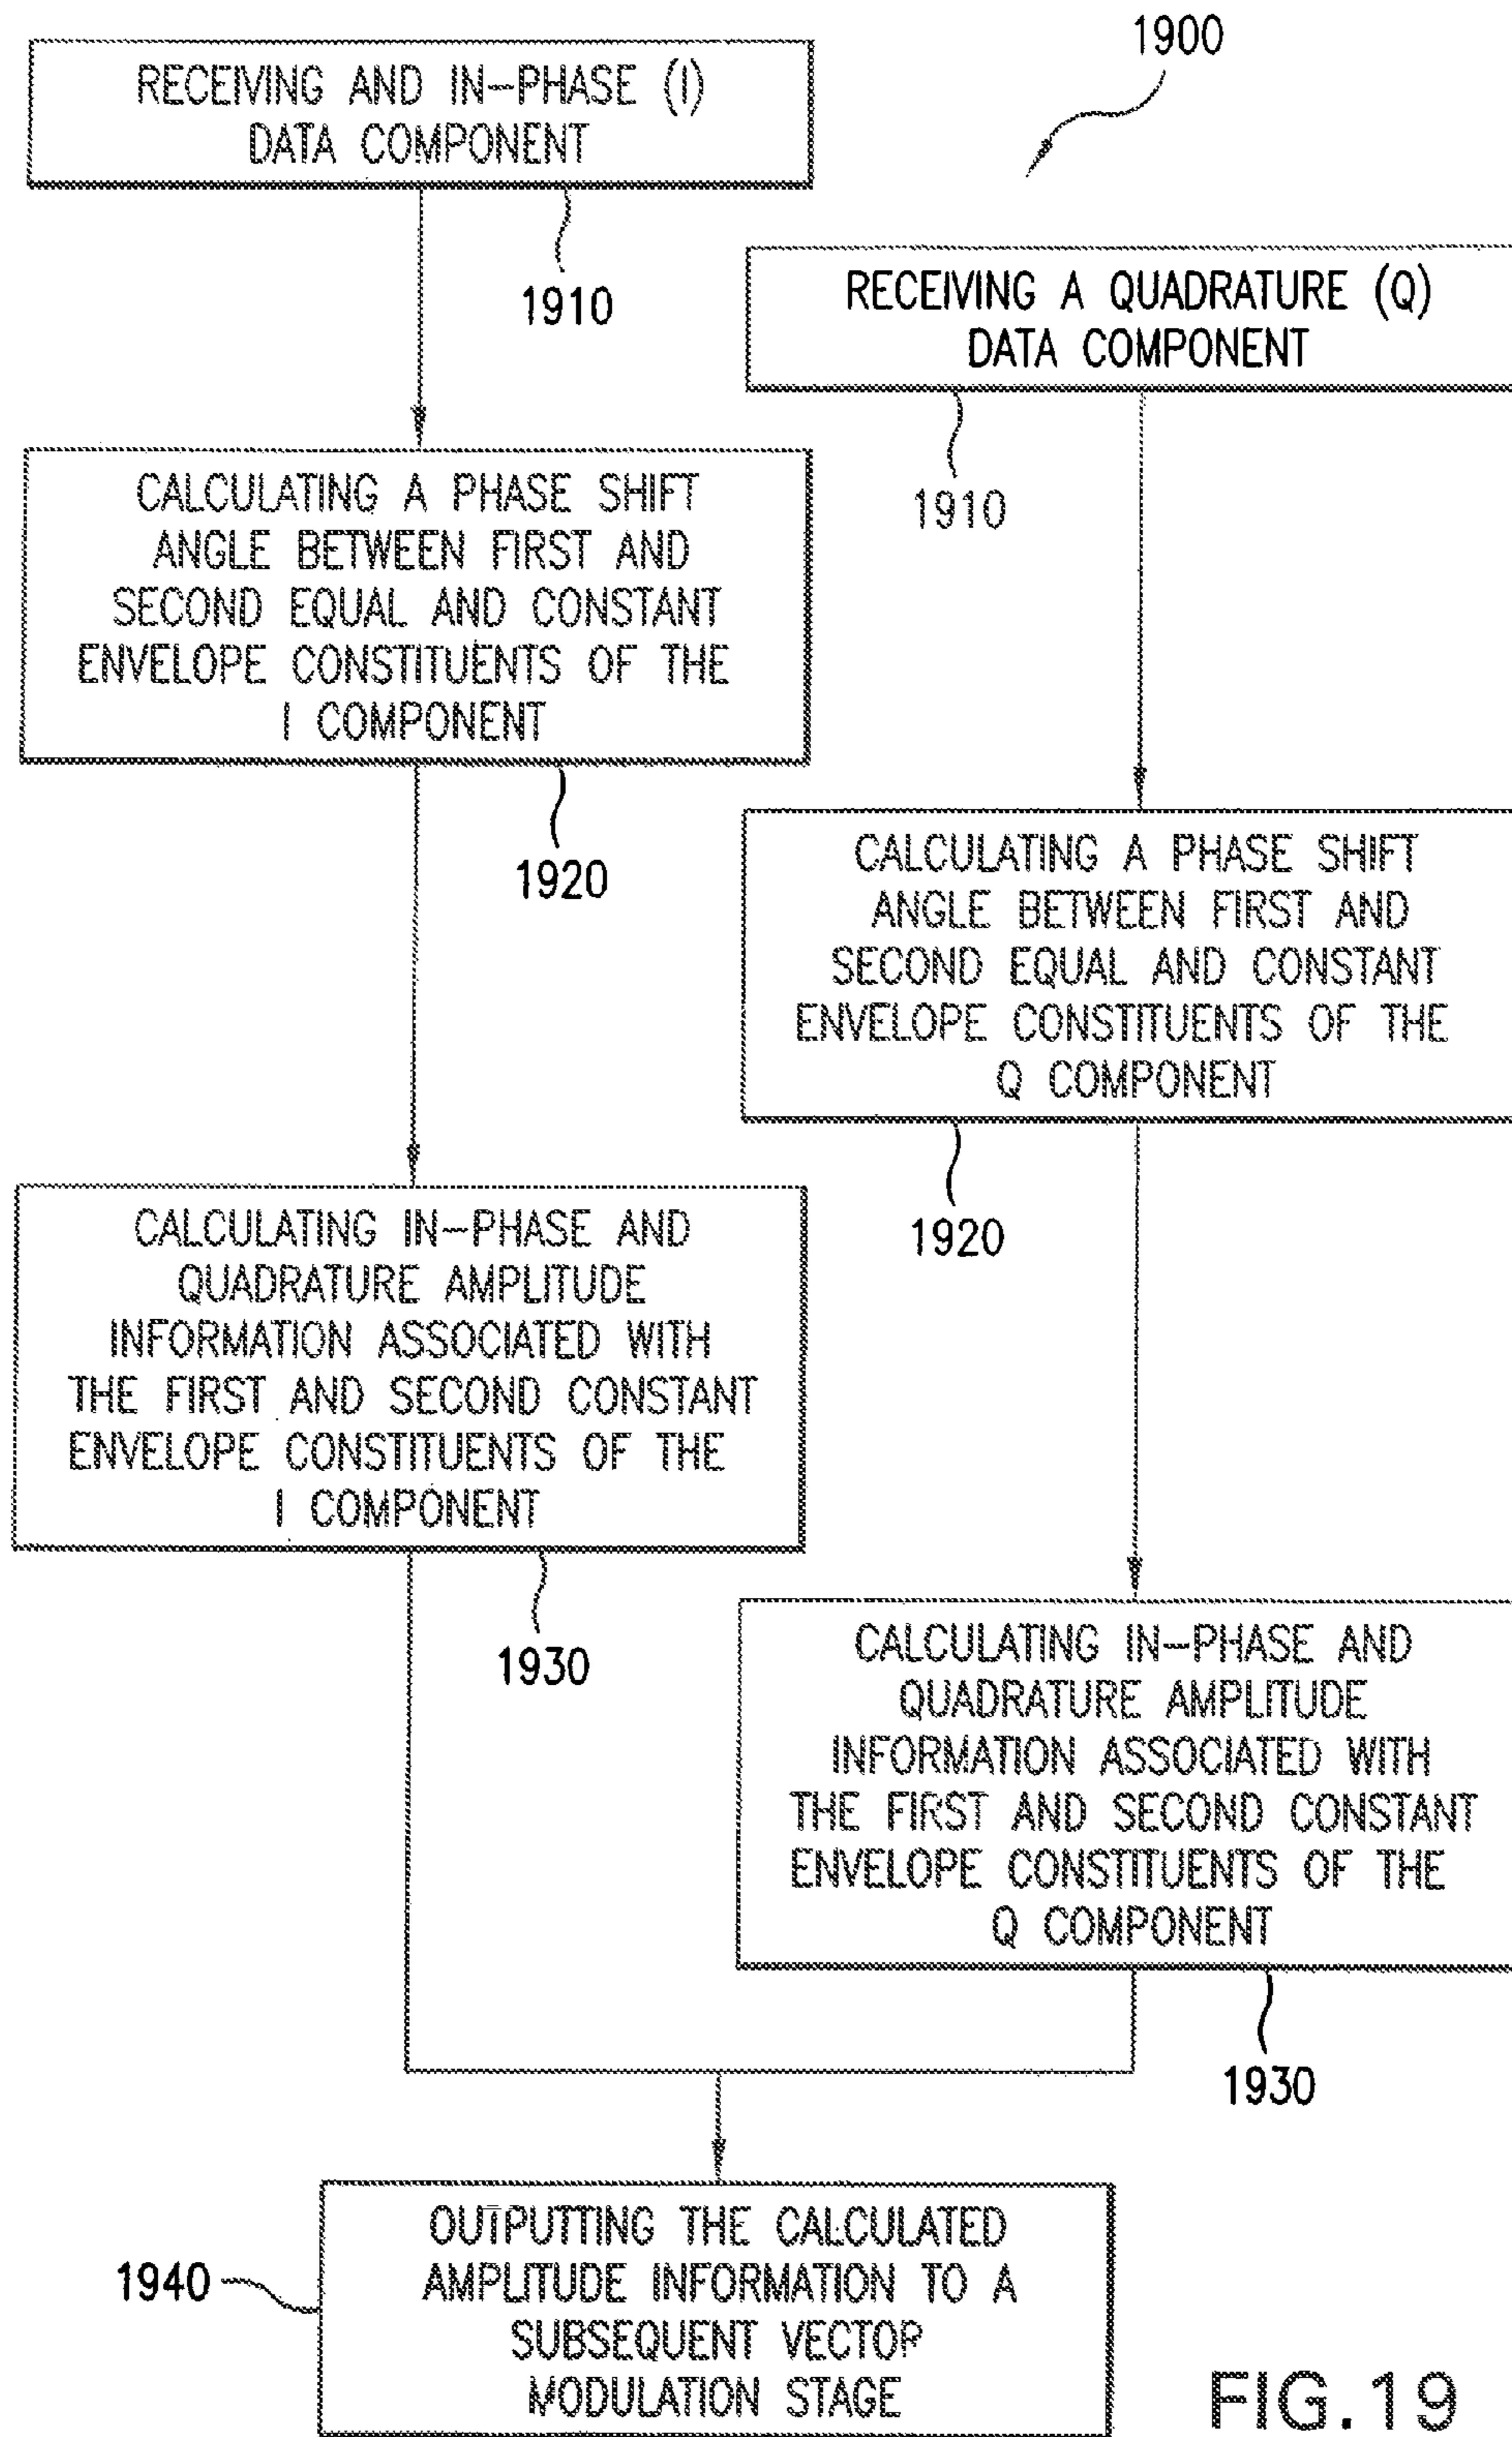 1900
RECEIVING AND IN-PHASE (I)
DATA COMPONENT
1910
RECEIVING A QUADRATURE (Q)
DATA COMPONENT
1910
CALCULATING A PHASE SHIFT
ANGLE BETWEEN FIRST AND
SECOND EQUAL AND CONSTANT
ENVELOPE CONSTITUENTS OF THE
I COMPONENT
1920
CALCULATING A PHASE SHIFT
ANGLE BETWEEN FIRST AND
SECOND EQUAL AND CONSTANT
ENVELOPE CONSTITUENTS OF THE
Q COMPONENT
1920
CALCULATING IN-PHASE AND
QUADRATURE AMPLITUDE
INFORMATION ASSOCIATED WITH
THE FIRST AND SECOND CONSTANT
ENVELOPE CONSTITUENTS OF THE
I COMPONENT
1930
CALCULATING IN-PHASE AND
QUADRATURE AMPLITUDE
INFORMATION ASSOCIATED WITH
THE FIRST AND SECOND CONSTANT
ENVELOPE CONSTITUENTS OF THE
Q COMPONENT
1930
OUTPUTTING THE CALCULATED
AMPLITUDE INFORMATION TO A
SUBSEQUENT VECTOR
MODULATION STAGE
1940
FIG.19